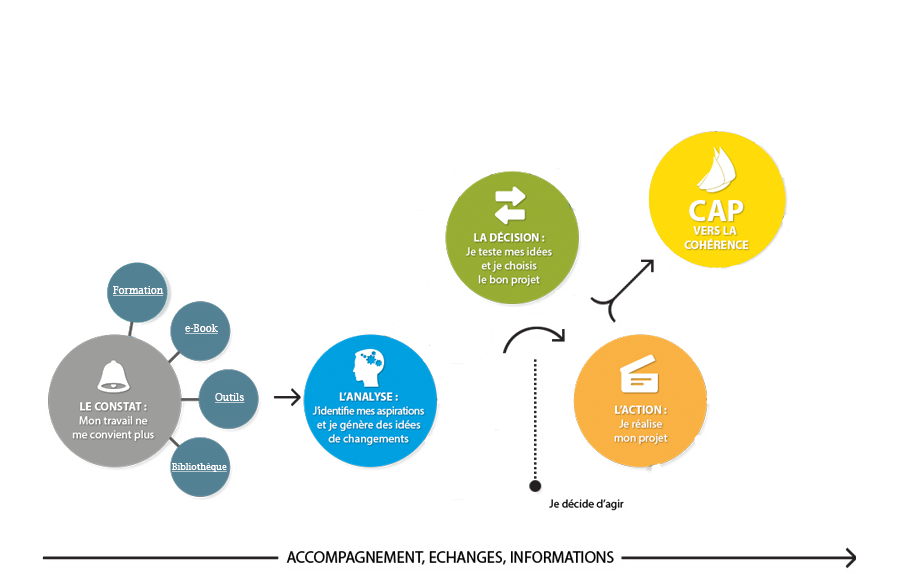 Formation
e-Book
Outils
Bibliothèque
LE CONSTAT :
Mon travail ne
me convient plus
L'ANALYSE :
J'identifie mes aspirations
et je génère des idées
de changements
LA DÉCISION :
Je teste mes idées
et je choisis
le bon projet
Je décide d'agir
L'ACTION :
Je réalise
mon projet
CAP
VERS LA
COHÉRENCE
ACCOMPAGNEMENT, ECHANGES, INFORMATIONS